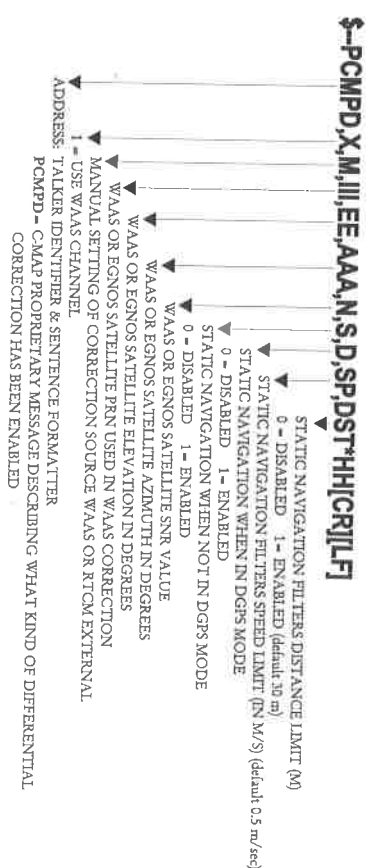 $--PCMPD,X,M,III,EE,AAA,N,S,D,SP,DST*HH[CR][LF]
STATIC NAVIGATION FILTERS DISTANCE LIMIT (M)
0 = DISABLED 1= ENABLED (default 30 m)
STATIC NAVIGATION FILTERS SPEED LIMIT (IN M/S) (default 0.5 m/sec)
STATIC NAVIGATION WHEN IN DGPS MODE
0 = DISABLED 1= ENABLED
STATIC NAVIGATION WHEN NOT IN DGPS MODE
0 = DISABLED 1= ENABLED
WAAS OR EGNOS SATELLITE SNR VALUE
WAAS OR EGNOS SATELLITE AZIMUTH IN DEGREES
WAAS OR EGNOS SATELLITE ELEVATION IN DEGREES
WAAS OR EGNOS SATELLITE PRN USED IN WAAS CORRECTION
MANUAL SETTING OF CORRECTION SOURCE WAAS OR RTCM EXTERNAL
1 = USE WAAS CHANNEL
ADDRESS: TALKER IDENTIFIER & SENTENCE FORMATTER
PCMPD = C-MAP PROPRIETARY MESSAGE DESCRIBING WHAT KIND OF DIFFERENTIAL
CORRECTION HAS BEEN ENABLED